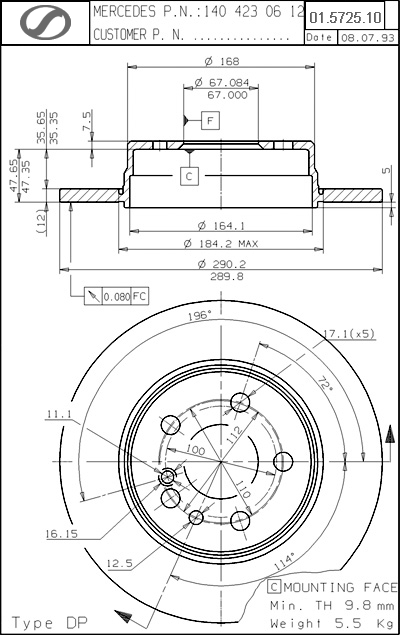 MERCEDES P.N.:140 423 06 12
01.5725.10
CUSTOMER P. N. ...............
Date 08.07.93
Ø 168
Ø 67.084
67.000
F
C
35.65
35.35
7.5
47.65
47.35
(12)
5
Ø 164.1
Ø 184.2 MAX
Ø 290.2
289.8
0.080 FC
196°
17.1(x5)
72°
11.1
112
100
110
16.15
12.5
114°
C MOUNTING FACE
Min. TH 9.8 mm
Type DP
Weight 5.5 Kg